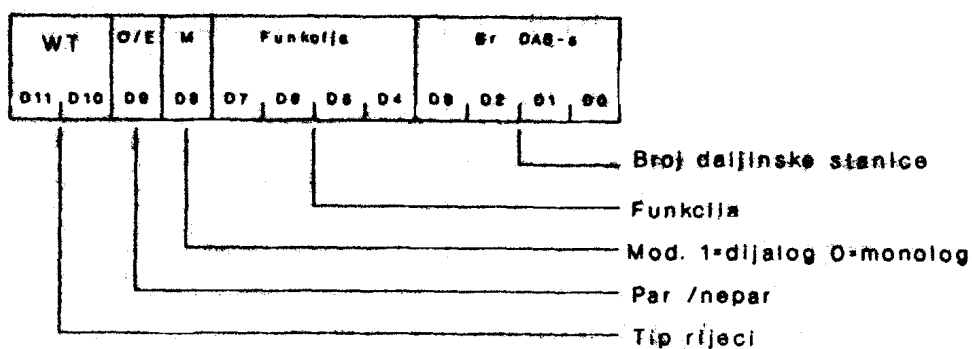 WT O/E M Funkcija Br DAS-a
D11 D10 D9 D8 D7 D6 D5 D4 D3 D2 D1 D0
Broj daljinske stanice
Funkcija
Mod. 1=dijalog 0=monolog
Par /nepar
Tip riječi